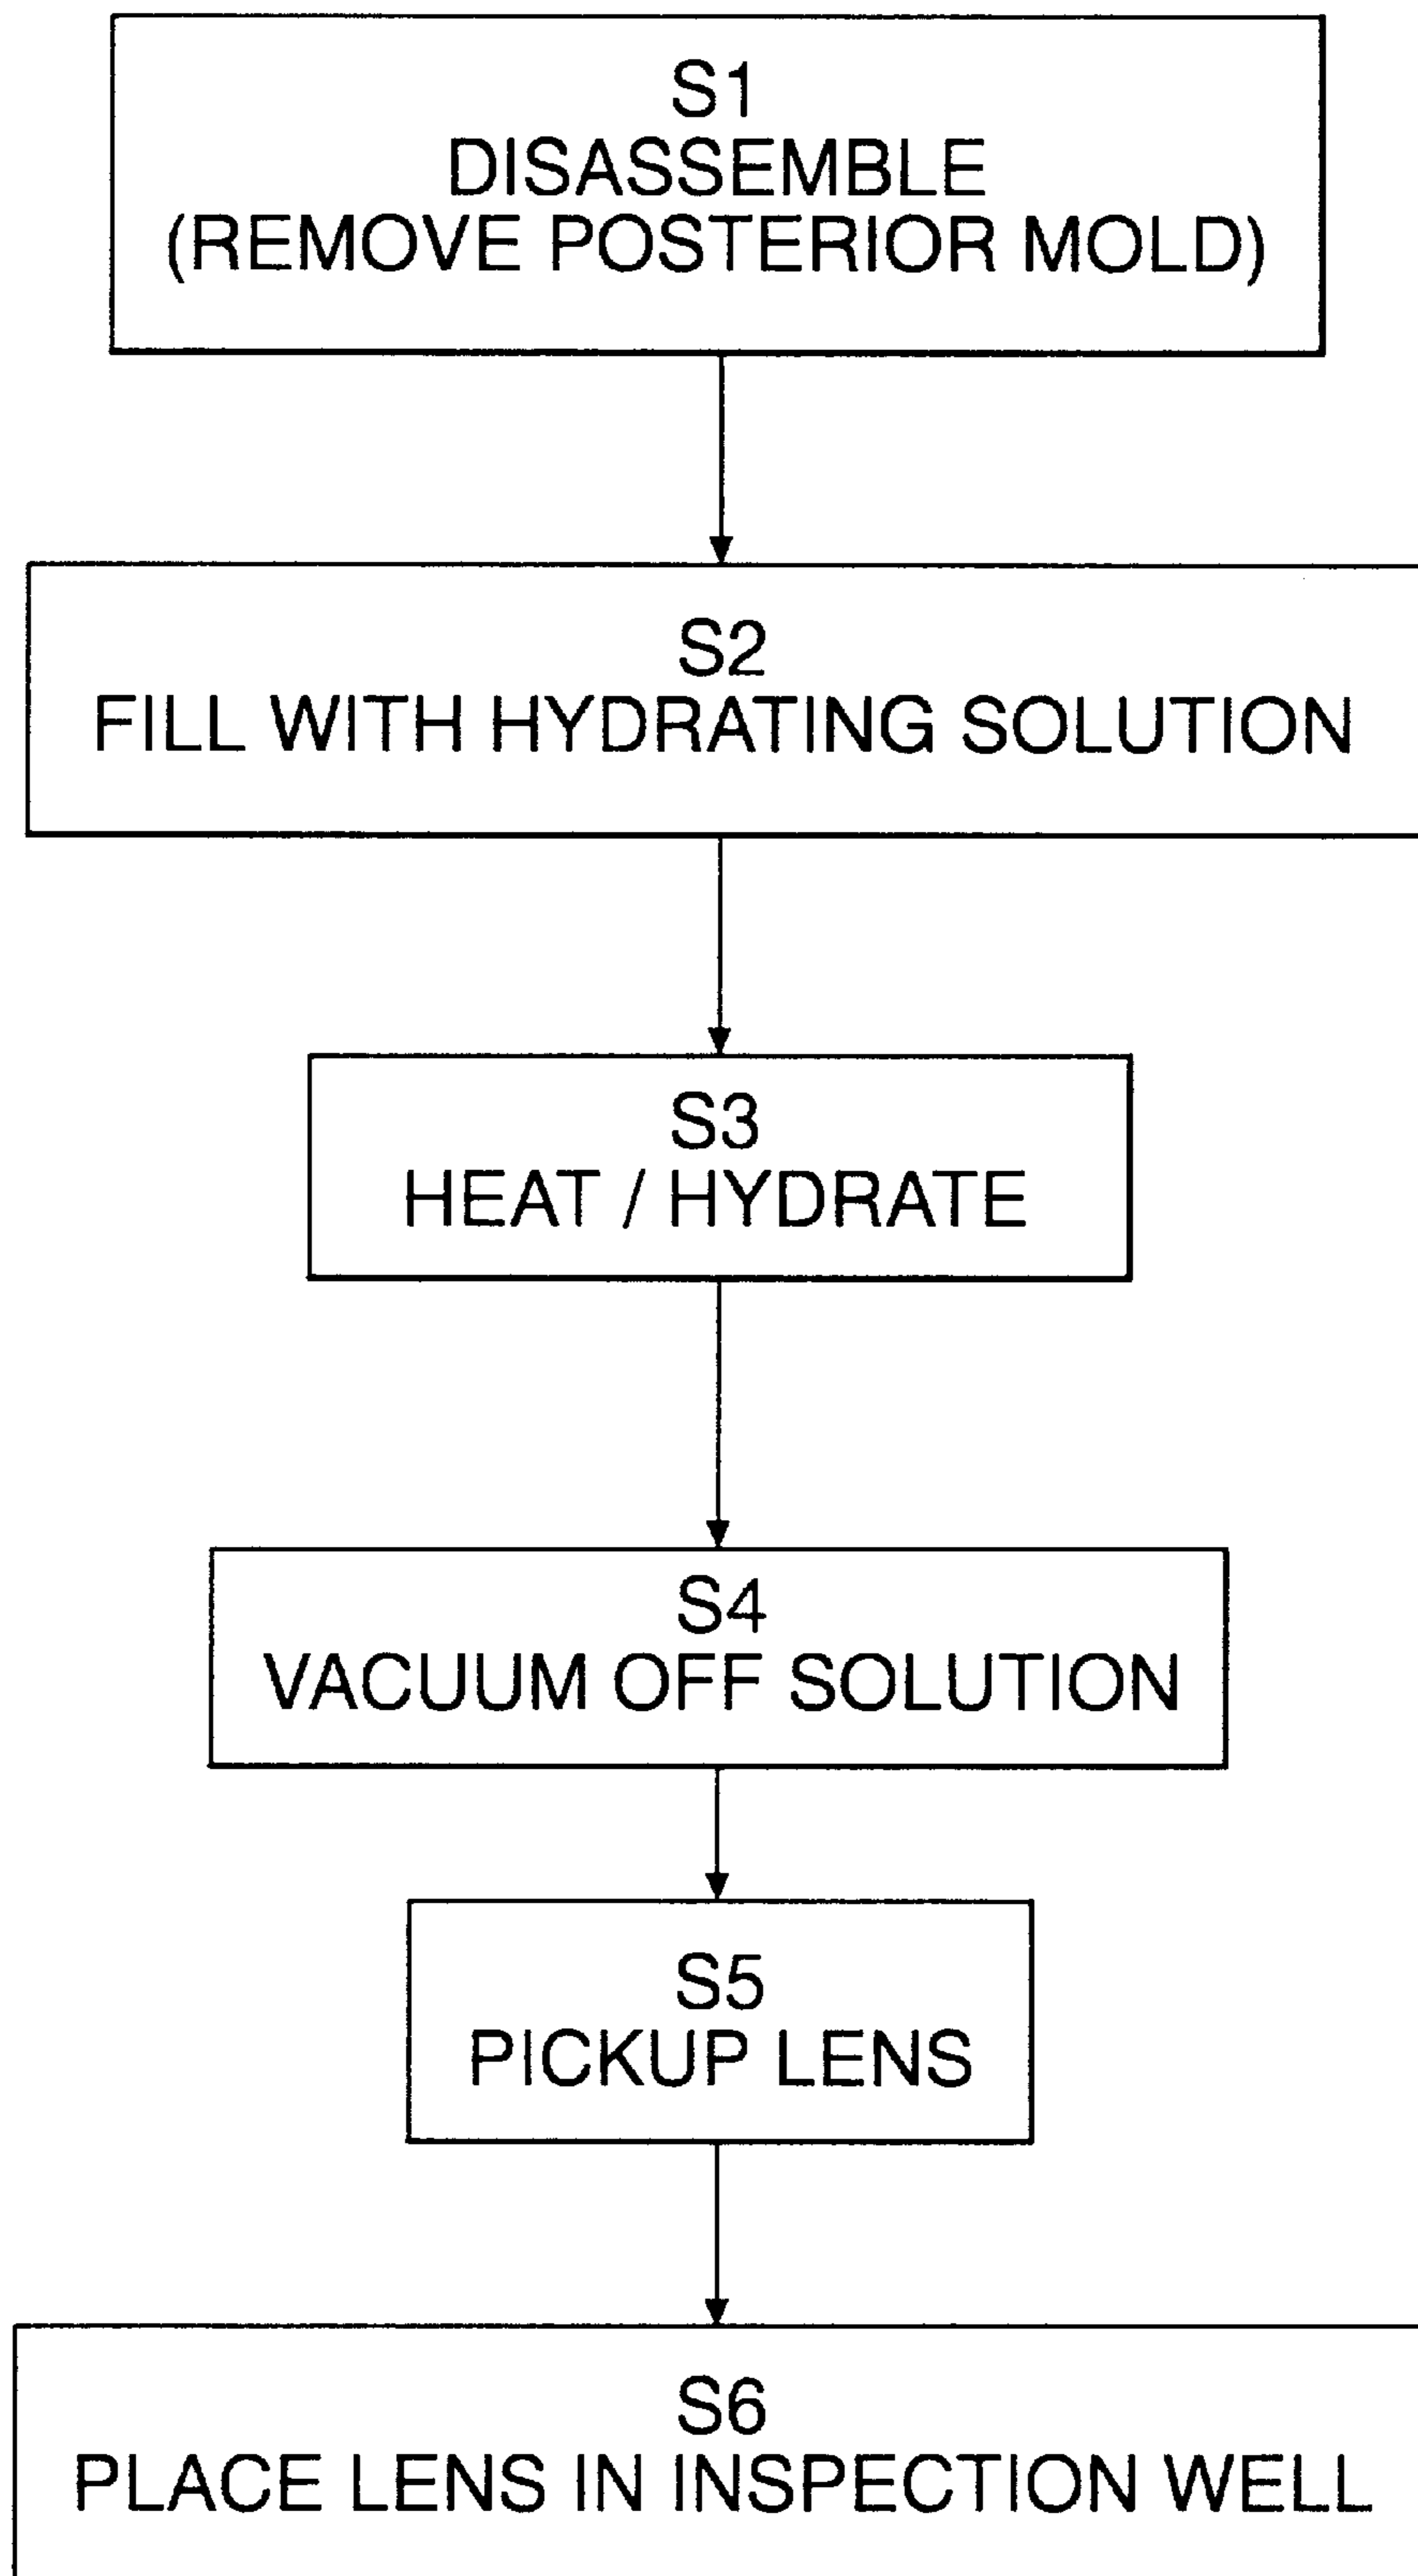 S1
DISASSEMBLE
(REMOVE POSTERIOR MOLD)
S2
FILL WITH HYDRATING SOLUTION
S3
HEAT / HYDRATE
S4
VACUUM OFF SOLUTION
S5
PICKUP LENS
S6
PLACE LENS IN INSPECTION WELL